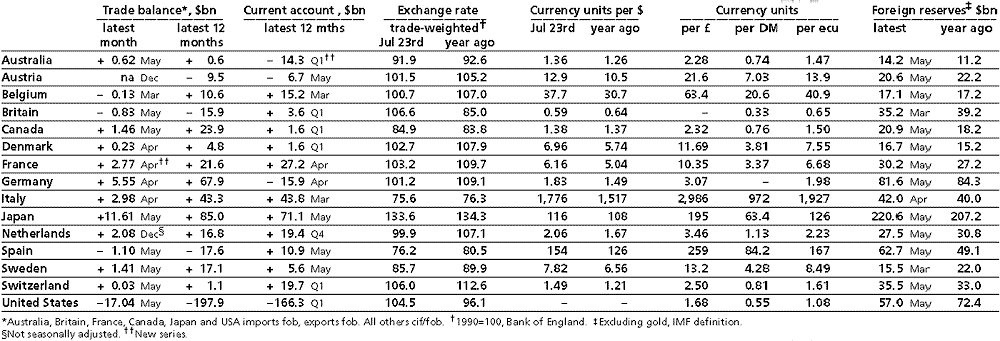 Trade balance*, $bn Current account, $bn Exchange rate Currency units per $ Currency units Foreign reserves‡ $bn
latest latest 12 latest 12 mths trade-weighted† Jul 23rd year ago per £ per DM per ecu latest year ago
month months Jul 23rd year ago
Australia + 0.62 May + 0.6 − 14.3 Q1†† 91.9 92.6 1.36 1.26 2.28 0.74 1.47 14.2 May 11.2
Austria na Dec − 9.5 − 6.7 May 101.5 105.2 12.9 10.5 21.6 7.03 13.9 20.6 May 22.2
Belgium − 0.13 Mar + 10.6 + 15.2 Mar 100.7 107.0 37.7 30.7 63.4 20.6 40.9 17.1 May 17.2
Britain − 0.83 May − 15.9 + 3.6 Q1 106.6 85.0 0.59 0.64 − 0.33 0.65 35.2 Mar 39.2
Canada + 1.46 May + 23.9 + 1.6 Q1 84.9 83.8 1.38 1.37 2.32 0.76 1.50 20.9 May 18.2
Denmark + 0.23 Apr + 4.8 + 1.6 Q1 102.7 107.9 6.96 5.74 11.69 3.81 7.55 16.7 May 15.2
France + 2.77 Apr†† + 21.6 + 27.2 Apr 103.2 109.7 6.16 5.04 10.35 3.37 6.68 30.2 May 27.2
Germany + 5.55 Apr + 67.9 − 15.9 Apr 101.2 109.1 1.83 1.49 3.07 – 1.98 81.6 May 84.3
Italy + 2.98 Apr + 43.3 + 43.8 Mar 75.6 76.3 1,776 1,517 2,986 972 1,927 42.0 Apr 40.0
Japan +11.61 May + 85.0 + 71.1 May 133.6 134.3 116 108 195 63.4 126 220.6 May 207.2
Netherlands + 2.08 Dec§ + 16.8 + 19.4 Q4 99.9 107.1 2.06 1.67 3.46 1.13 2.23 27.5 May 30.8
Spain − 1.10 May − 17.6 + 10.9 May 76.2 80.5 154 126 259 84.2 167 62.7 May 49.1
Sweden + 1.41 May + 17.1 + 5.6 May 85.7 89.9 7.82 6.56 13.2 4.28 8.49 15.5 Mar 22.0
Switzerland + 0.03 May + 1.1 + 19.7 Q1 106.0 112.6 1.49 1.21 2.50 0.81 1.61 35.5 May 33.0
United States −17.04 May −197.9 −166.3 Q1 104.5 96.1 – – 1.68 0.55 1.08 57.0 May 72.4
*Australia, Britain, France, Canada, Japan and USA imports fob, exports fob. All others cif/fob. †1990=100, Bank of England. ‡Excluding gold, IMF definition.
§Not seasonally adjusted. ††New series.